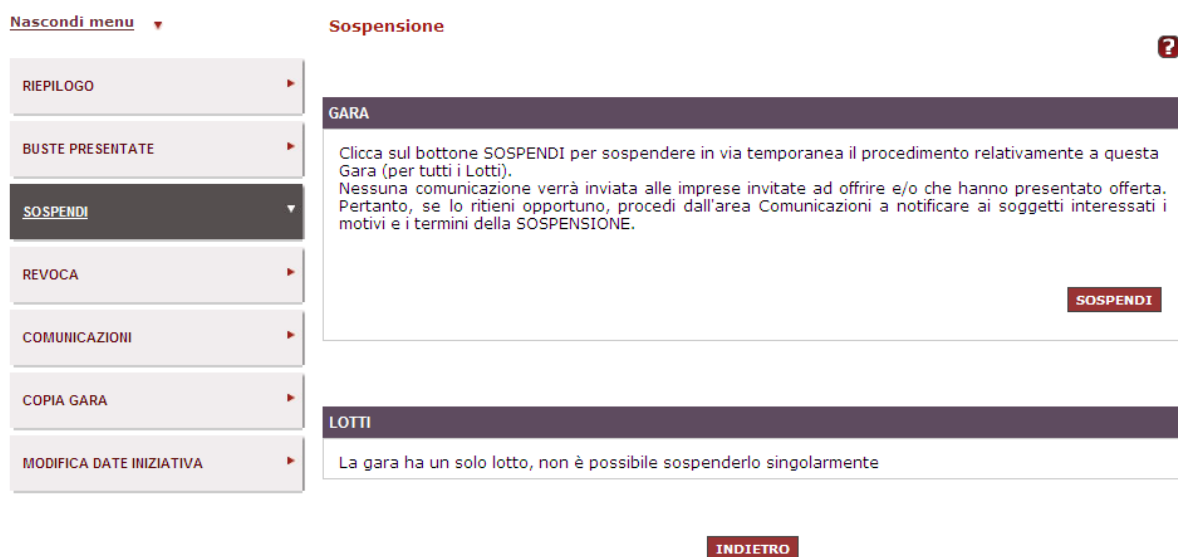 Nascondi menu
RIEPILOGO
BUSTE PRESENTATE
SOSPENDI
REVOCA
COMUNICAZIONI
COPIA GARA
MODIFICA DATE INIZIATIVA
Sospensione
?
GARA
Clicca sul bottone SOSPENDI per sospendere in via temporanea il procedimento relativamente a questa
Gara (per tutti i Lotti).
Nessuna comunicazione verrà inviata alle imprese invitate ad offrire e/o che hanno presentato offerta.
Pertanto, se lo ritieni opportuno, procedi dall'area Comunicazioni a notificare ai soggetti interessati i
motivi e i termini della SOSPENSIONE.
SOSPENDI
LOTTI
La gara ha un solo lotto, non è possibile sospenderlo singolarmente
INDIETRO